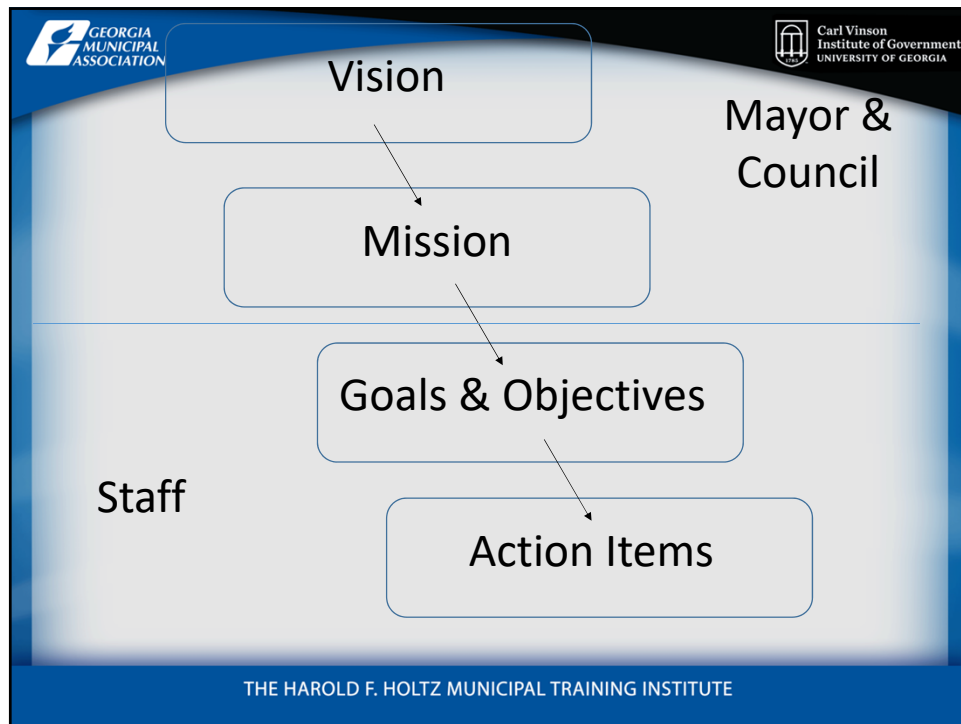 GEORGIA
MUNICIPAL
ASSOCIATION
Carl Vinson
Institute of Government
UNIVERSITY OF GEORGIA
1785
Vision
Mayor &
Council
Mission
Goals & Objectives
Staff
Action Items
THE HAROLD F. HOLTZ MUNICIPAL TRAINING INSTITUTE